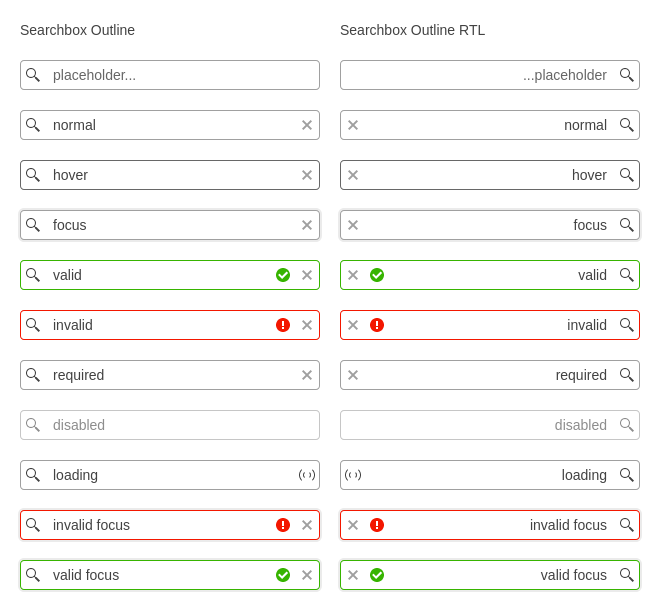 Searchbox Outline
placeholder...
normal
hover
focus
valid
invalid
required
disabled
loading
invalid focus
valid focus
Searchbox Outline RTL
...placeholder
normal
hover
focus
valid
invalid
required
disabled
loading
invalid focus
valid focus